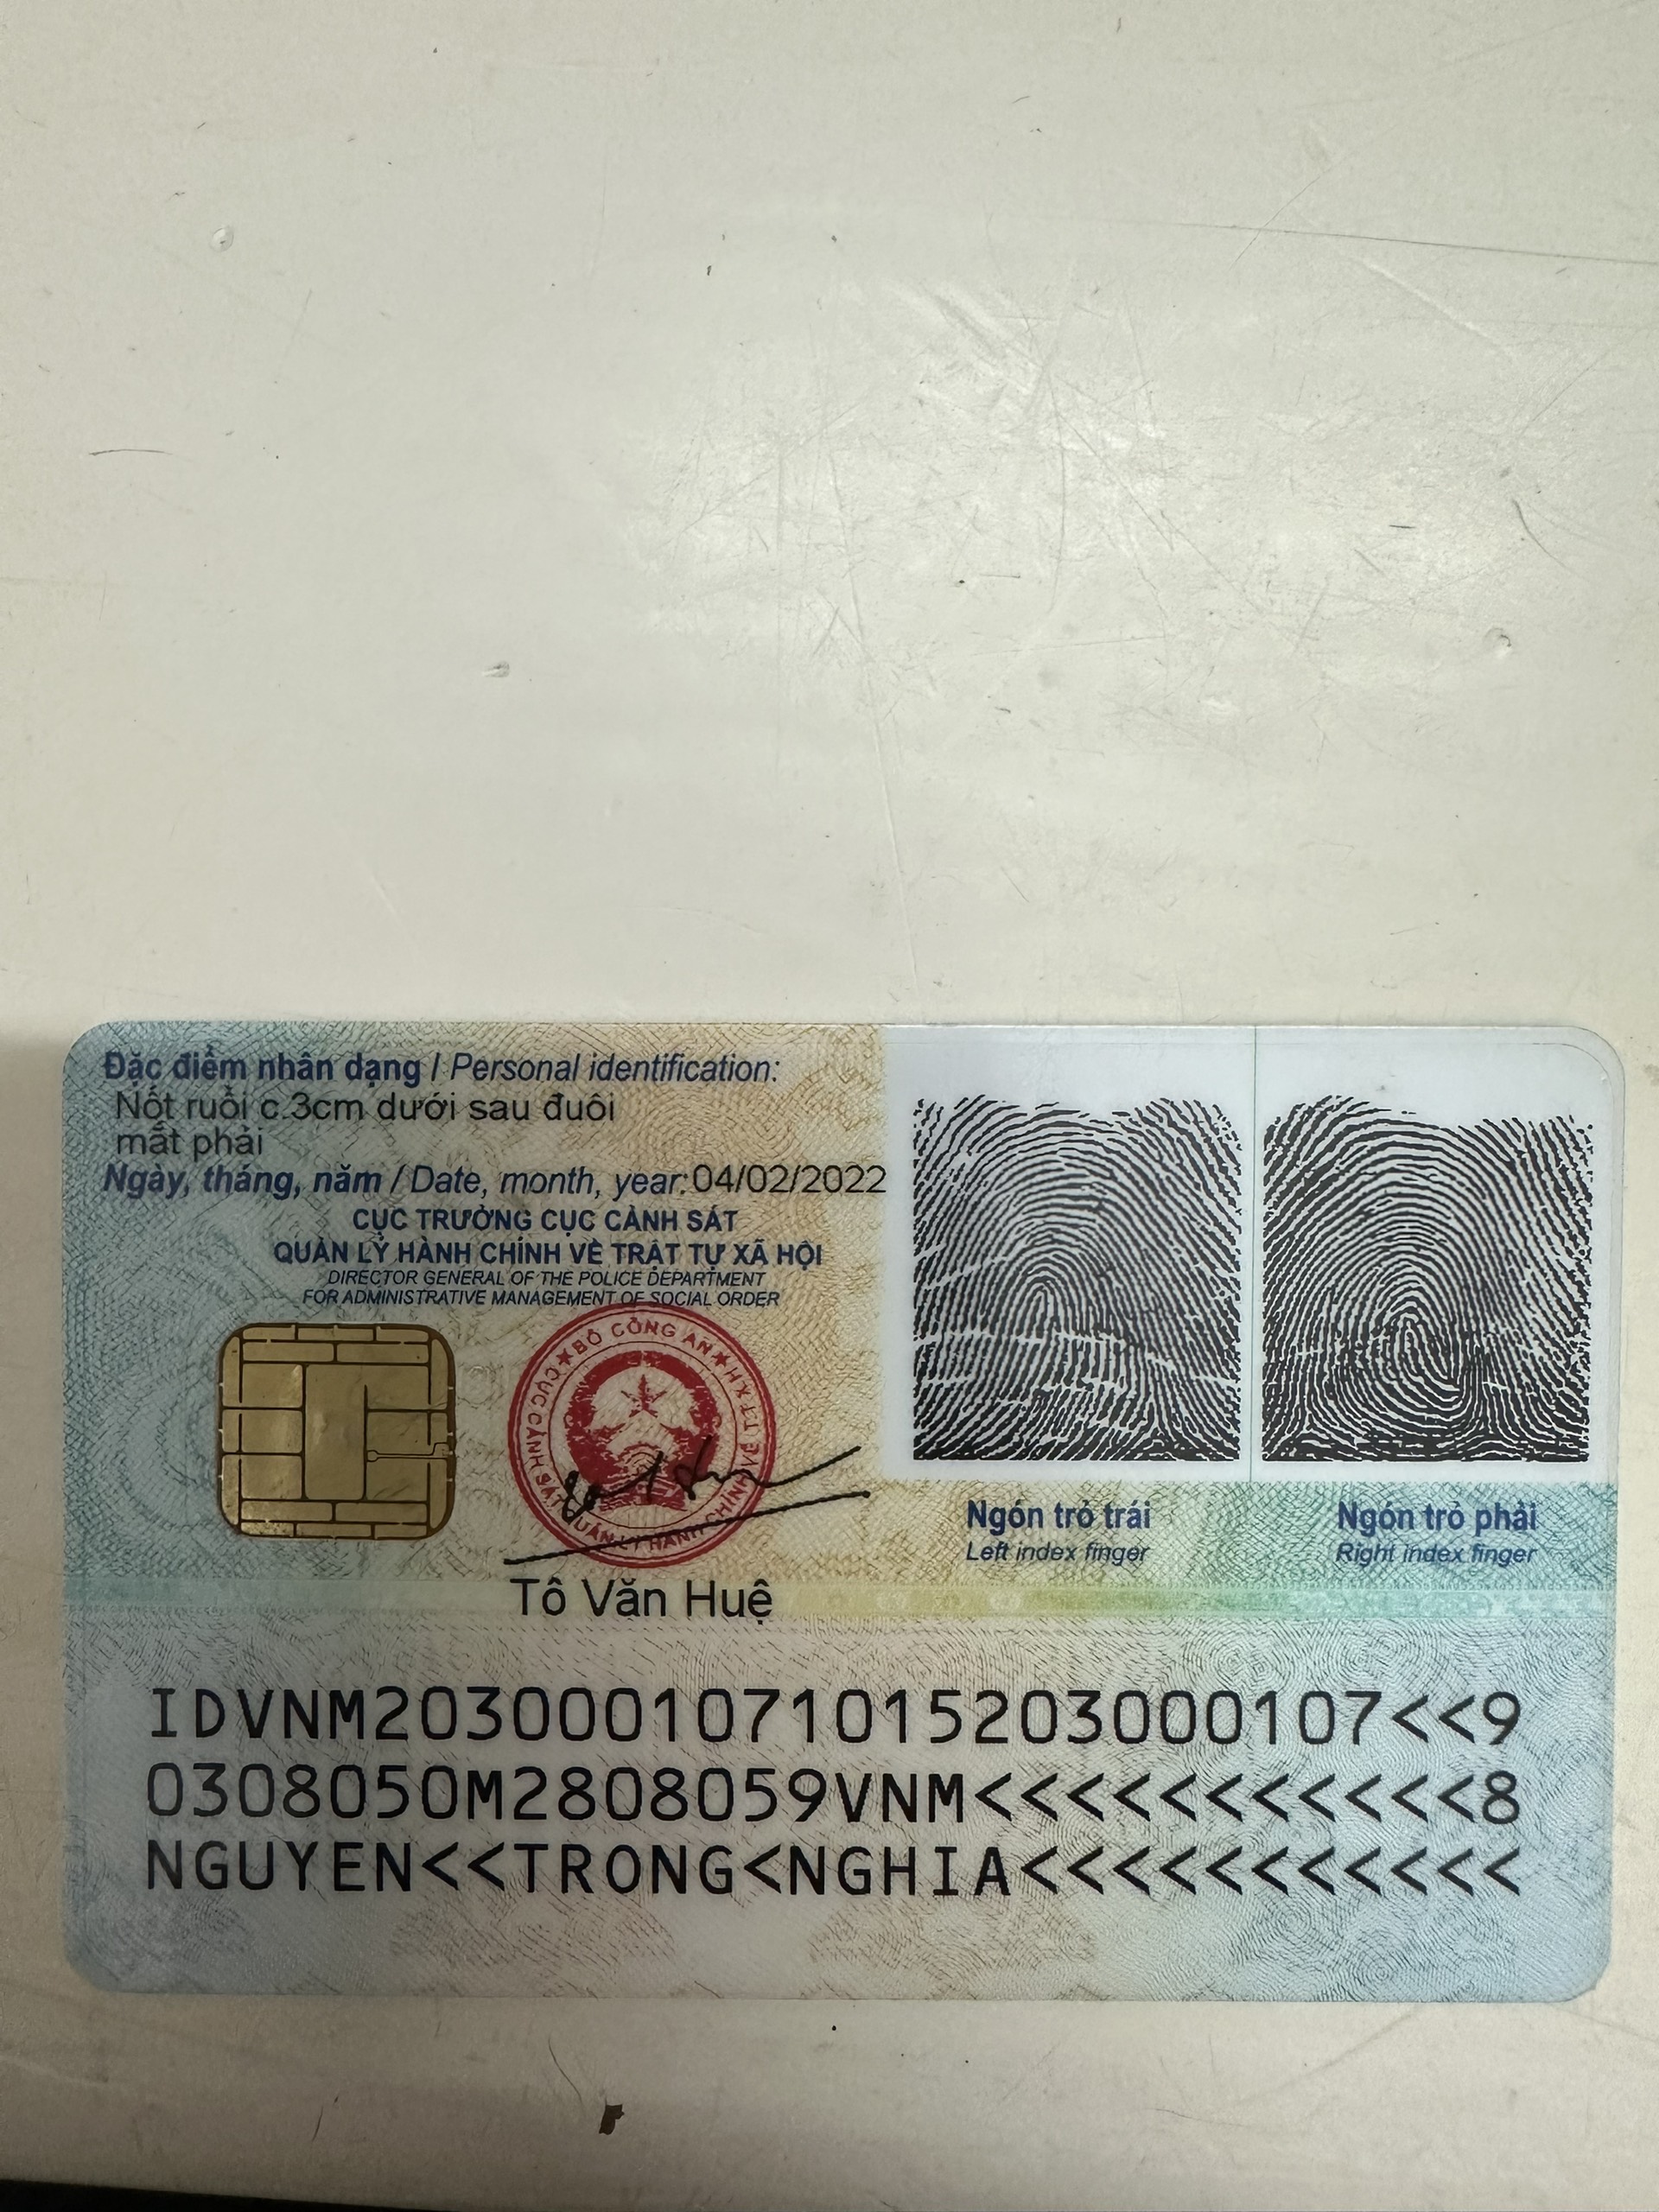 Đặc điểm nhân dạng / Personal identification:
Nốt ruồi c.3cm dưới sau đuôi
mắt phải
Ngày, tháng, năm / Date, month, year:04/02/2022
CỤC TRƯỞNG CỤC CẢNH SÁT
QUẢN LÝ HÀNH CHÍNH VỀ TRẬT TỰ XÃ HỘI
DIRECTOR GENERAL OF THE POLICE DEPARTMENT
FOR ADMINISTRATIVE MANAGEMENT OF SOCIAL ORDER
BỘ CÔNG AN
CỤC CẢNH SÁT QUẢN LÝ HÀNH CHÍNH VỀ TTXH
Tô Văn Huệ
Ngón trỏ trái
Left index finger
Ngón trỏ phải
Right index finger
IDVNM2030001071015203000107<<9
0308050M2808059VNM<<<<<<<<<<<8
NGUYEN<<TRONG<NGHIA<<<<<<<<<<<